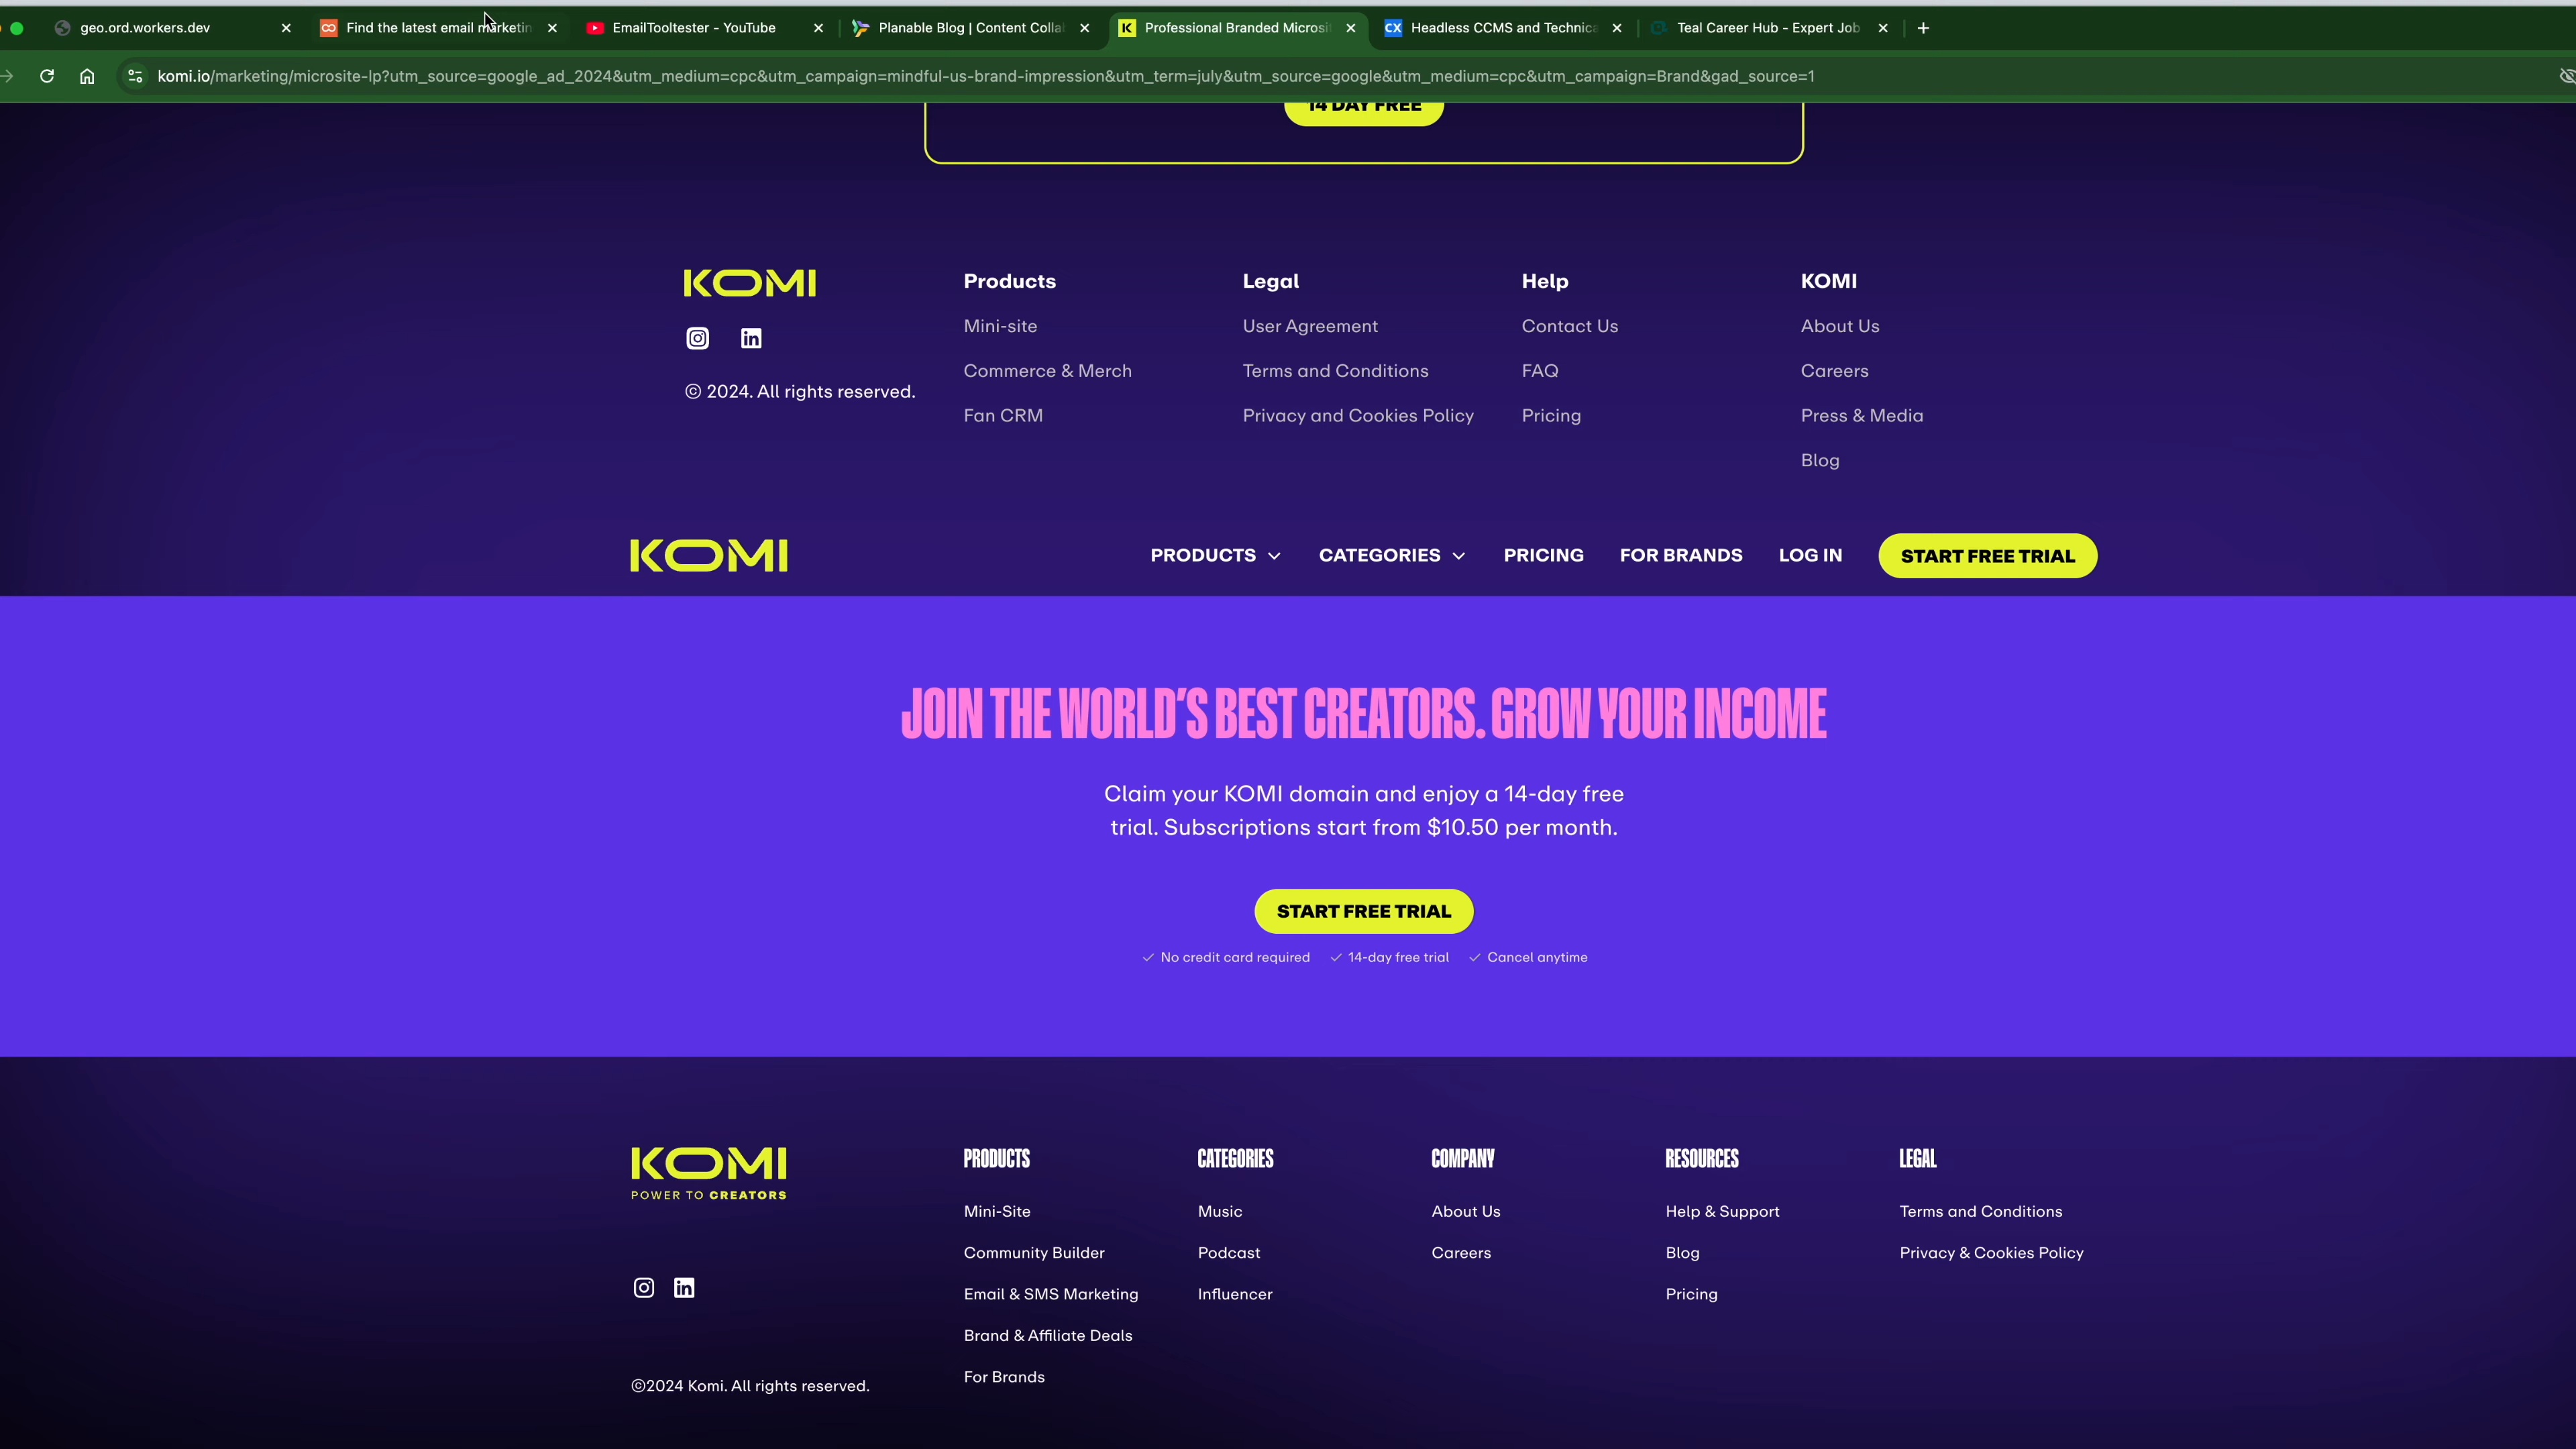 geo.ord.workers.dev
Find the latest email marketin
EmailTooltester - YouTube
Planable Blog | Content Colla
Professional Branded Microsi
Headless CCMS and Technica
Teal Career Hub - Expert Job
komi.io/marketing/microsite-lp?utm_source=google_ad_2024&utm_medium=cpc&utm_campaign=mindful-us-brand-impression&utm_term=july&utm_source=google&utm_medium=cpc&utm_campaign=Brand&gad_source=1
14 DAY FREE
KOMI
© 2024. All rights reserved.
Products
Mini-site
Commerce & Merch
Fan CRM
Legal
User Agreement
Terms and Conditions
Privacy and Cookies Policy
Help
Contact Us
FAQ
Pricing
KOMI
About Us
Careers
Press & Media
Blog
KOMI
PRODUCTS
CATEGORIES
PRICING
FOR BRANDS
LOG IN
START FREE TRIAL
JOIN THE WORLD'S BEST CREATORS. GROW YOUR INCOME
Claim your KOMI domain and enjoy a 14-day free
trial. Subscriptions start from $10.50 per month.
START FREE TRIAL
No credit card required
14-day free trial
Cancel anytime
KOMI
POWER TO CREATORS
©2024 Komi. All rights reserved.
PRODUCTS
Mini-Site
Community Builder
Email & SMS Marketing
Brand & Affiliate Deals
For Brands
CATEGORIES
Music
Podcast
Influencer
COMPANY
About Us
Careers
RESOURCES
Help & Support
Blog
Pricing
LEGAL
Terms and Conditions
Privacy & Cookies Policy